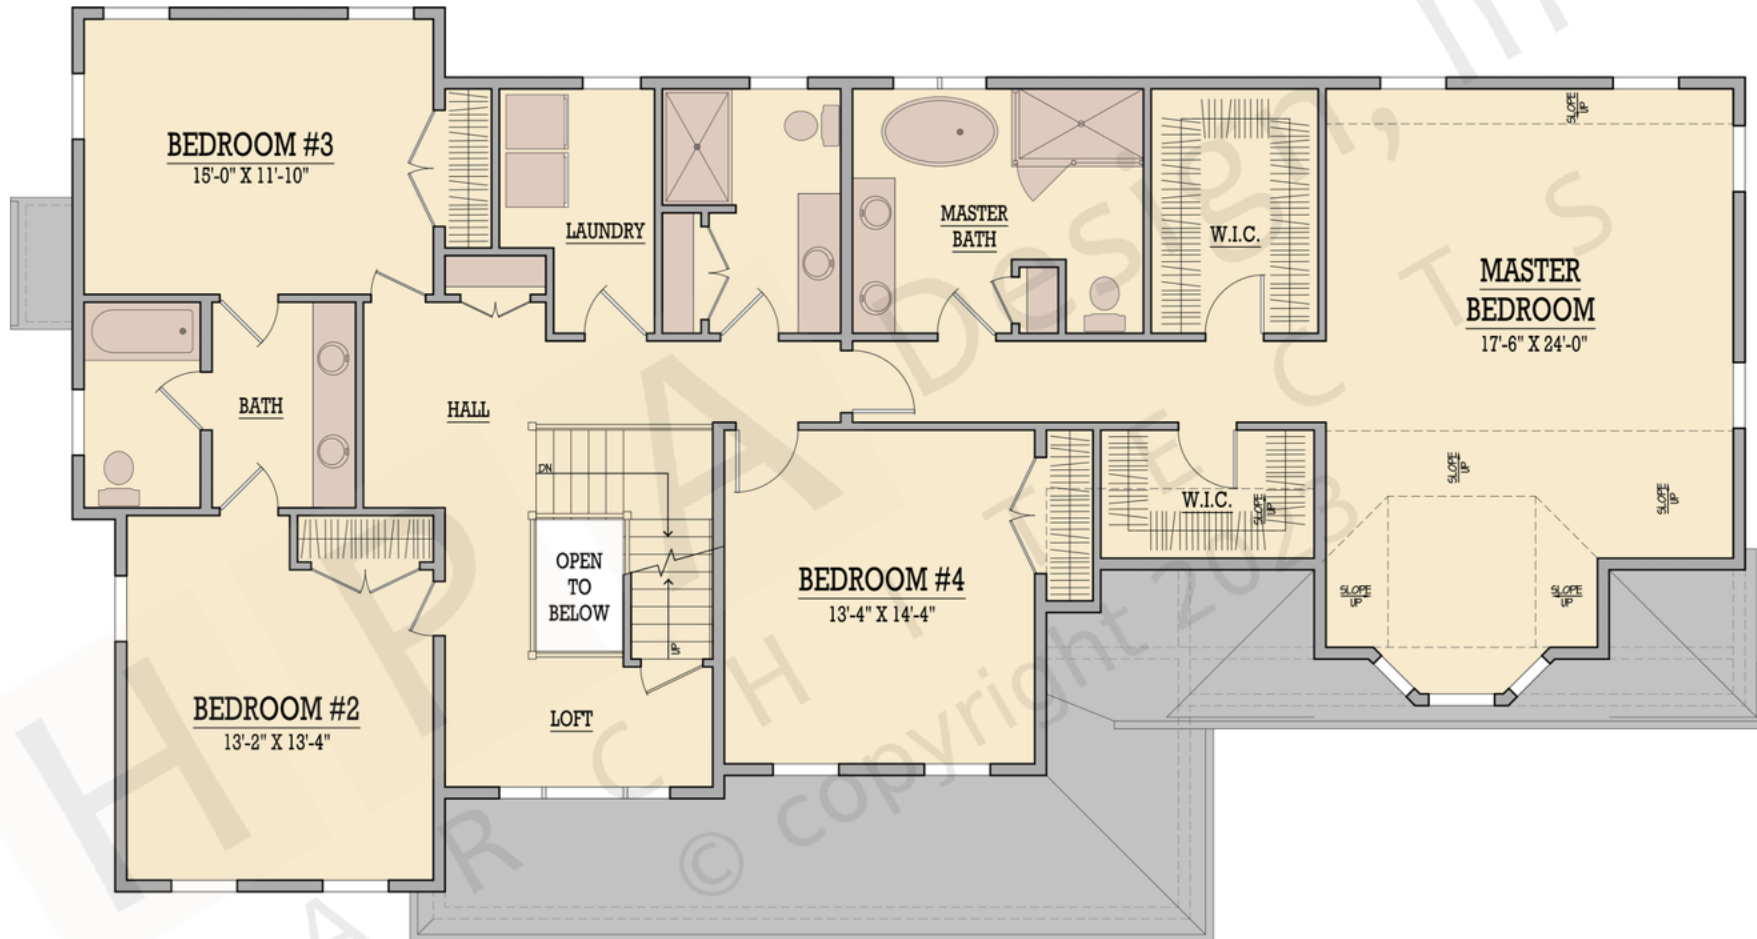 BEDROOM #3
15'-0" X 11'-10"
LAUNDRY
MASTER
BATH
W.I.C.
SLOPE
UP
MASTER
BEDROOM
17'-6" X 24'-0"
BATH
HALL
DN
OPEN
TO
BELOW
UP
BEDROOM #4
13'-4" X 14'-4"
W.I.C.
SLOPE
UP
SLOPE
UP
SLOPE
UP
SLOPE
UP
SLOPE
UP
BEDROOM #2
13'-2" X 13'-4"
LOFT
HPA Design, In
ARCHITECTS
© copyright 2023